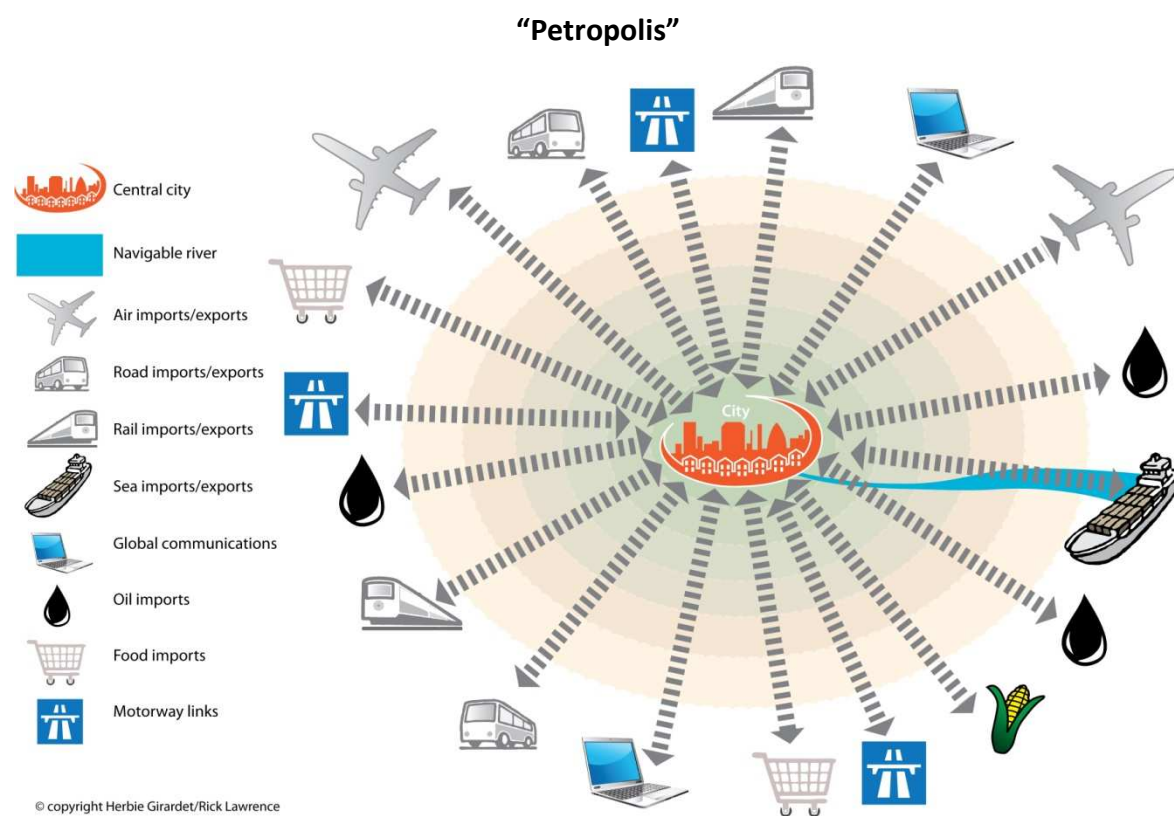 “Petropolis”
Central city
Navigable river
Air imports/exports
Road imports/exports
Rail imports/exports
Sea imports/exports
Global communications
Oil imports
Food imports
Motorway links
City
© copyright Herbie Girardet/Rick Lawrence